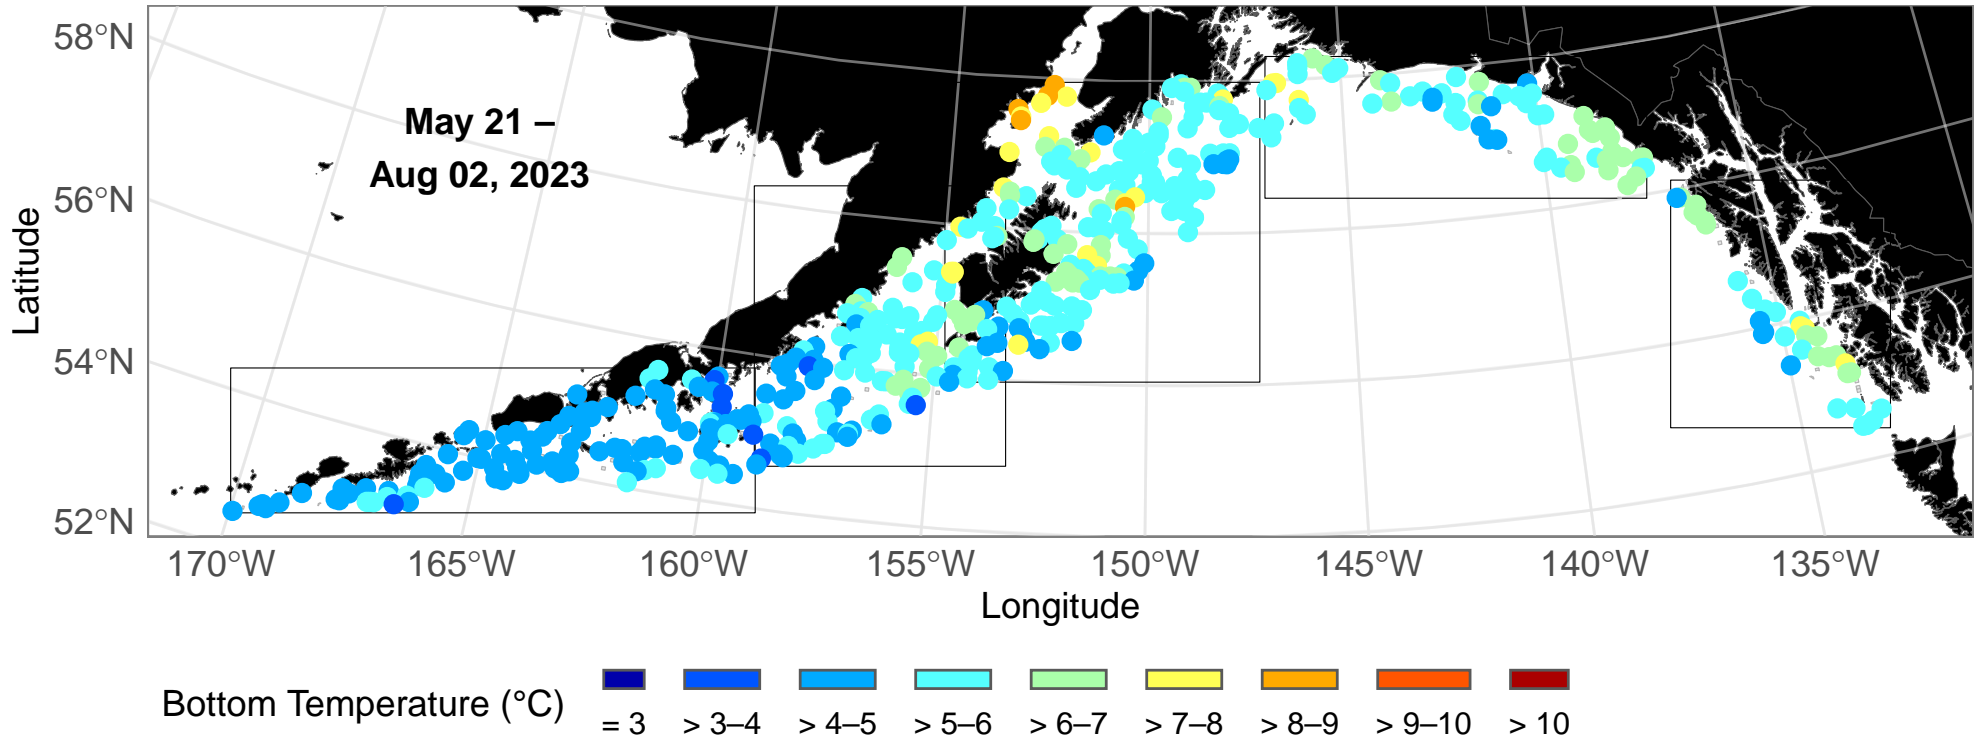 58°N
May 21 –
Aug 02, 2023
56°N
Latitude
54°N
52°N
170°W 165°W 160°W 155°W 150°W 145°W 140°W 135°W
Longitude
Bottom Temperature (°C)
= 3 > 3–4 > 4–5 > 5–6 > 6–7 > 7–8 > 8–9 > 9–10 > 10